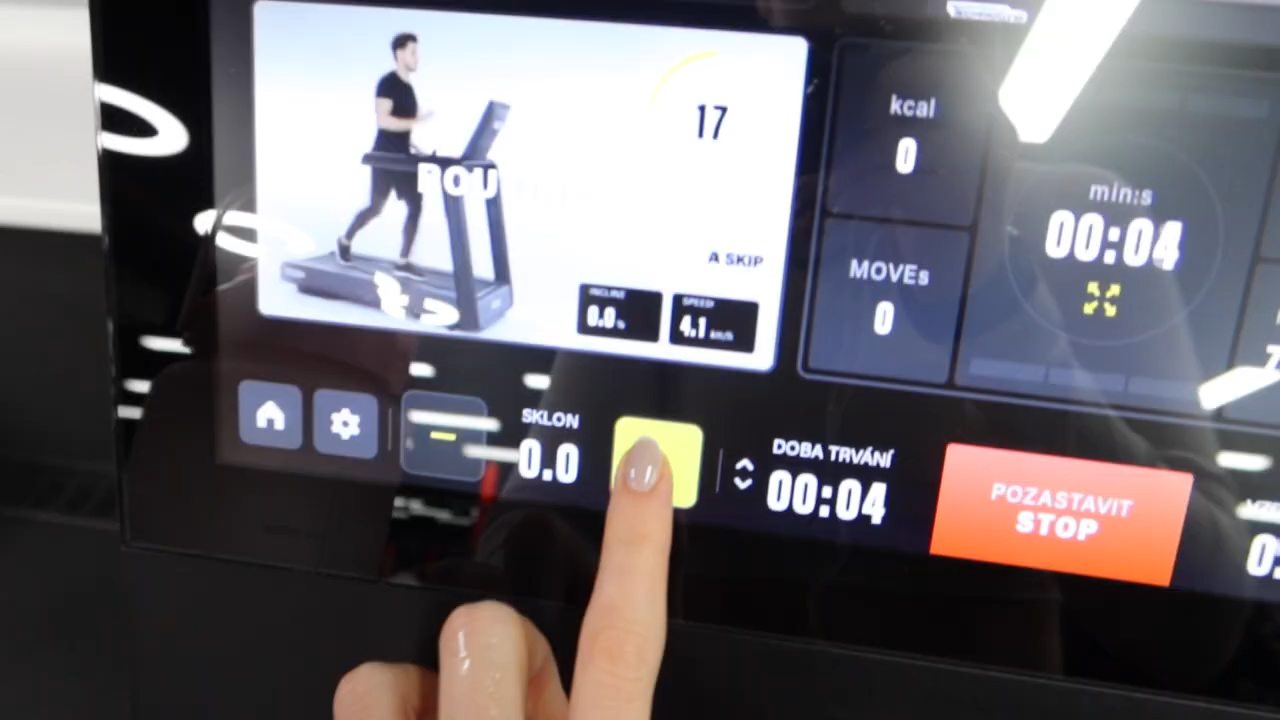 17
A SKIP
INCLINE
0.0 %
SPEED
4.1 km/h
kcal
0
MOVEs
0
min:s
00:04
SKLON
0.0
DOBA TRVÁNÍ
00:04
POZASTAVIT
STOP